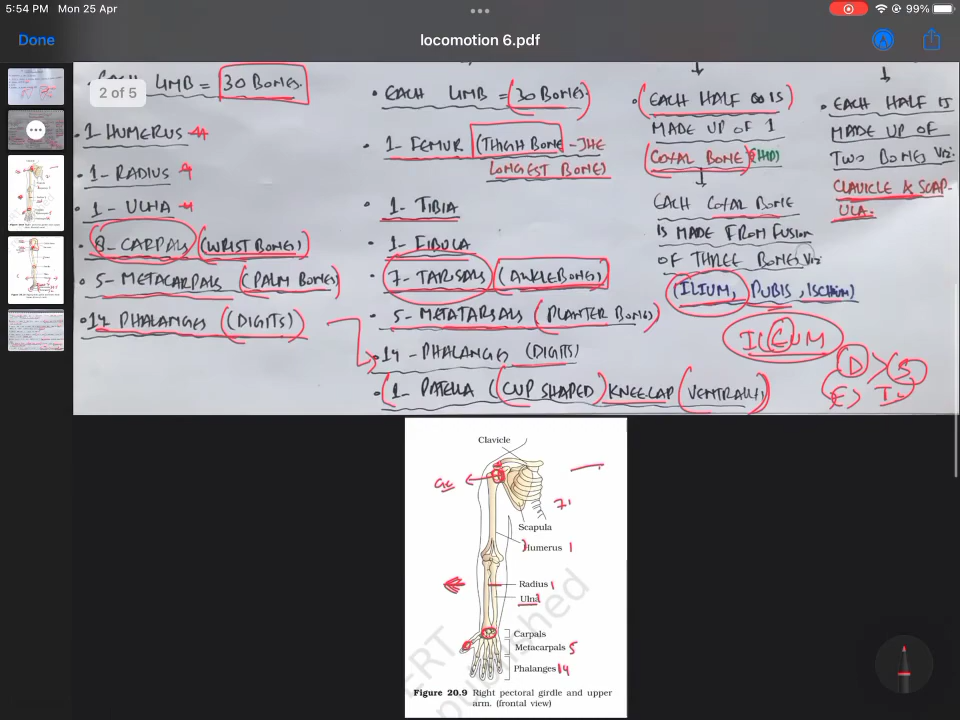 5:54 PM Mon 25 Apr
99%
Done
locomotion 6.pdf
2 of 5
LIMB = 30 BONES.
• 1-HUMERUS
• 1-RADIUS
• 1-ULNA
• 8-CARPALS (WRIST BONES)
• 5-METACARPALS (PALM BONES)
• 14 PHALANGES (DIGITS)
• EACH LIMB = 30 BONES)
• 1-FEMUR (THIGH BONE - THE
LONGEST BONE)
• 1-TIBIA
• 1-FIBULA
• 7-TARSALS (ANKLE BONES)
• 5-METATARSALS (PLANTER BONES)
• 14-PHALANGES (DIGITS)
• 1-PATELLA (CUP SHAPED) KNEE-CAP (VENTRALLY)
• (EACH HALF IS)
MADE UP OF 1
(COXAL BONE)
EACH COXAL BONE
IS MADE FROM FUSION
OF THREE BONES, Viz
(ILIUM, PUBIS, ISCHIUM)
ILEUM
D > S
E > I
• EACH HALF IS
MADE UP OF
TWO BONES Viz.
CLAVICLE & SCAP-
ULA.
Clavicle
Scapula
Humerus 1
Radius 1
Ulna
Carpals
Metacarpals 5
Phalanges 14
Figure 20.9 Right pectoral girdle and upper
arm. (frontal view)
published